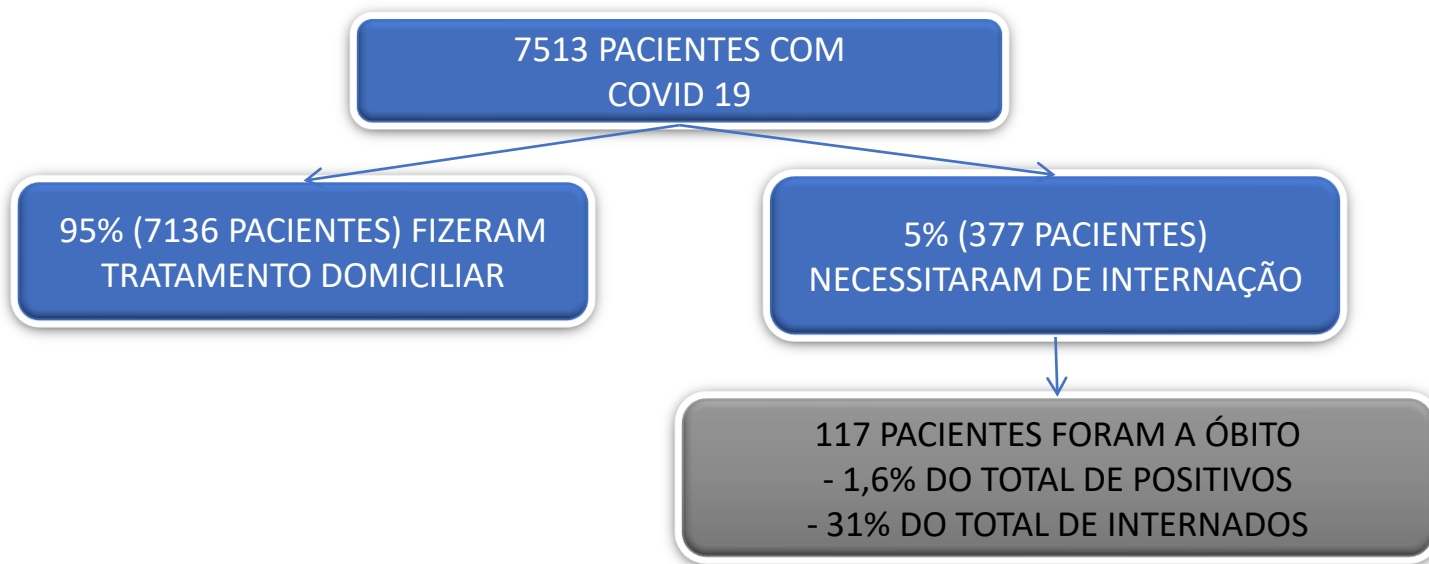 7513 PACIENTES COM
COVID 19
95% (7136 PACIENTES) FIZERAM
TRATAMENTO DOMICILIAR
5% (377 PACIENTES)
NECESSITARAM DE INTERNAÇÃO
117 PACIENTES FORAM A ÓBITO
- 1,6% DO TOTAL DE POSITIVOS
- 31% DO TOTAL DE INTERNADOS